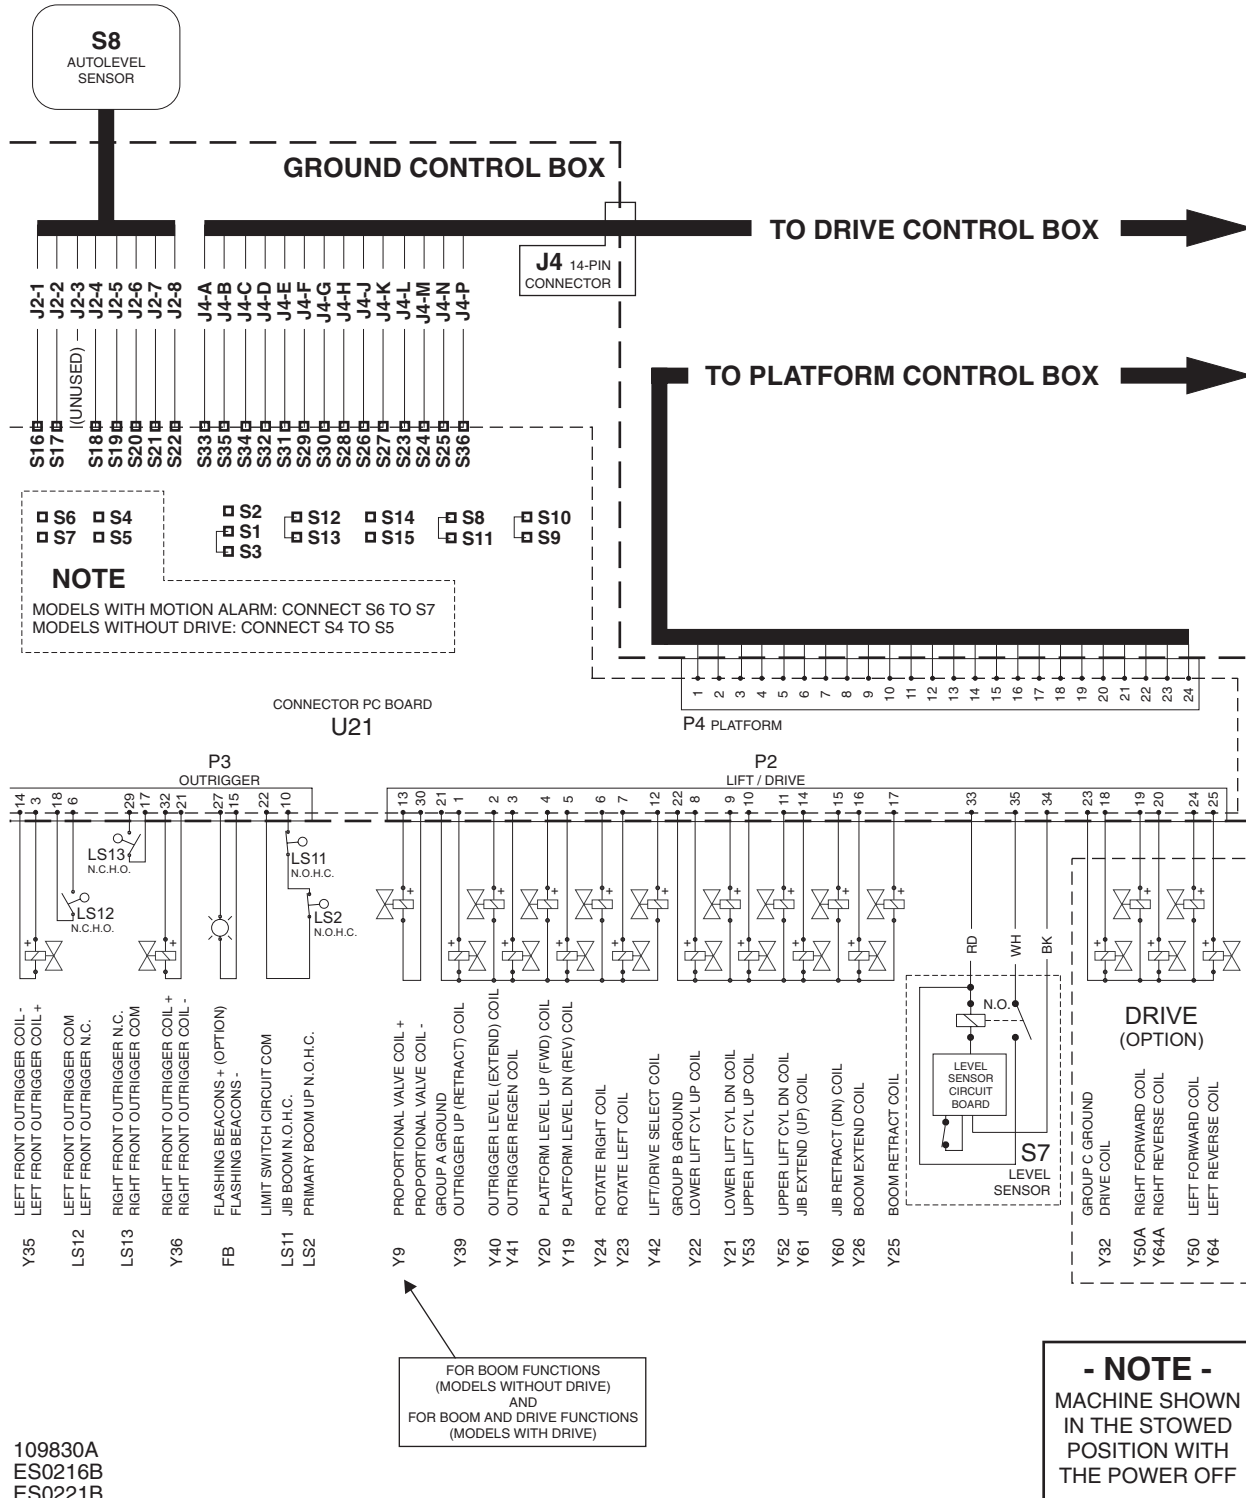 S8
AUTOLEVEL
SENSOR
GROUND CONTROL BOX
TO DRIVE CONTROL BOX
J4 14-PIN
CONNECTOR
J2-1
J2-2
J2-3
J2-4
J2-5
J2-6
J2-7
J2-8
J4-A
J4-B
J4-C
J4-D
J4-E
J4-F
J4-G
J4-H
J4-J
J4-K
J4-L
J4-M
J4-N
J4-P
(UNUSED)
TO PLATFORM CONTROL BOX
S16
S17
S18
S19
S20
S21
S22
S33
S35
S34
S32
S31
S29
S30
S28
S26
S27
S23
S24
S25
S36
S6 S4
S7 S5
S2
S1
S3
S12
S13
S14
S15
S8
S11
S10
S9
NOTE
MODELS WITH MOTION ALARM: CONNECT S6 TO S7
MODELS WITHOUT DRIVE: CONNECT S4 TO S5
1 2 3 4 5 6 7 8 9 10 11 12 13 14 15 16 17 18 19 20 21 22 23 24
P4 PLATFORM
CONNECTOR PC BOARD
U21
P3
OUTRIGGER
P2
LIFT / DRIVE
14 3 18 6 29 17 32 21 27 15 22 10
13 30 21 1 2 3 4 5 6 7 12 22 8 9 10 11 14 15 16 17 33 35 34 23 18 19 20 24 25
LS13
N.C.H.O.
LS12
N.C.H.O.
LS11
N.O.H.C.
LS2
N.O.H.C.
+ + + + + + + + + + + + + + + + + + + + + + + +
RD
WH
BK
N.O.
LEVEL
SENSOR
CIRCUIT
BOARD
S7
LEVEL
SENSOR
DRIVE
(OPTION)
LEFT FRONT OUTRIGGER COIL -
LEFT FRONT OUTRIGGER COIL +
LEFT FRONT OUTRIGGER COM
LEFT FRONT OUTRIGGER N.C.
RIGHT FRONT OUTRIGGER N.C.
RIGHT FRONT OUTRIGGER COM
RIGHT FRONT OUTRIGGER COIL +
RIGHT FRONT OUTRIGGER COIL -
FLASHING BEACONS + (OPTION)
FLASHING BEACONS -
LIMIT SWITCH CIRCUIT COM
JIB BOOM N.O.H.C.
PRIMARY BOOM UP N.O.H.C.
PROPORTIONAL VALVE COIL +
PROPORTIONAL VALVE COIL -
GROUP A GROUND
OUTRIGGER UP (RETRACT) COIL
OUTRIGGER LEVEL (EXTEND) COIL
OUTRIGGER REGEN COIL
PLATFORM LEVEL UP (FWD) COIL
PLATFORM LEVEL DN (REV) COIL
ROTATE RIGHT COIL
ROTATE LEFT COIL
LIFT/DRIVE SELECT COIL
GROUP B GROUND
LOWER LIFT CYL UP COIL
LOWER LIFT CYL DN COIL
UPPER LIFT CYL UP COIL
UPPER LIFT CYL DN COIL
JIB EXTEND (UP) COIL
JIB RETRACT (DN) COIL
BOOM EXTEND COIL
BOOM RETRACT COIL
GROUP C GROUND
DRIVE COIL
RIGHT FORWARD COIL
RIGHT REVERSE COIL
LEFT FORWARD COIL
LEFT REVERSE COIL
Y35
LS12
LS13
Y36
FB
LS11
LS2
Y9
Y39
Y40
Y41
Y20
Y19
Y24
Y23
Y42
Y22
Y21
Y53
Y52
Y61
Y60
Y26
Y25
Y32
Y50A
Y64A
Y50
Y64
FOR BOOM FUNCTIONS
(MODELS WITHOUT DRIVE)
AND
FOR BOOM AND DRIVE FUNCTIONS
(MODELS WITH DRIVE)
- NOTE -
MACHINE SHOWN
IN THE STOWED
POSITION WITH
THE POWER OFF
109830A
ES0216B
ES0221B